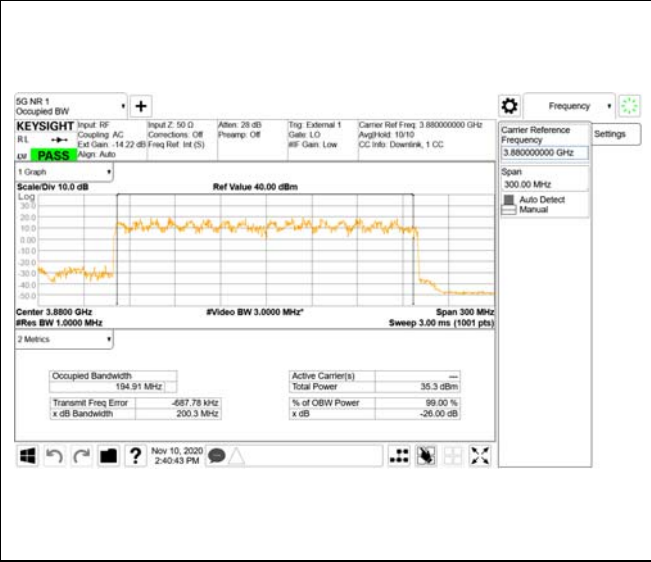 5G NR 1
Occupied BW
Frequency
KEYSIGHT Input: RF Input Z: 50 Ω Atten: 28 dB Trig: External 1 Carrier Ref Freq: 3.880000000 GHz
RL Coupling: AC Corrections: Off Preamp: Off Gate: LO Avg|Hold: 10/10
Ext Gain: -14.22 dB Freq Ref: Int (S) #IF Gain: Low CC Info: Downlink, 1 CC
PASS Align: Auto
Carrier Reference
Frequency
3.880000000 GHz
Settings
Span
300.00 MHz
Auto Detect
Manual
1 Graph
Scale/Div 10.0 dB Ref Value 40.00 dBm
Log
30.0
20.0
10.0
0.00
-10.0
-20.0
-30.0
-40.0
-50.0
Center 3.8800 GHz #Video BW 3.0000 MHz* Span 300 MHz
#Res BW 1.0000 MHz Sweep 3.00 ms (1001 pts)
2 Metrics
Occupied Bandwidth Active Carrier(s) —
194.91 MHz Total Power 35.3 dBm
Transmit Freq Error -687.78 kHz % of OBW Power 99.00 %
x dB Bandwidth 200.3 MHz x dB -26.00 dB
? Nov 10, 2020
2:40:43 PM